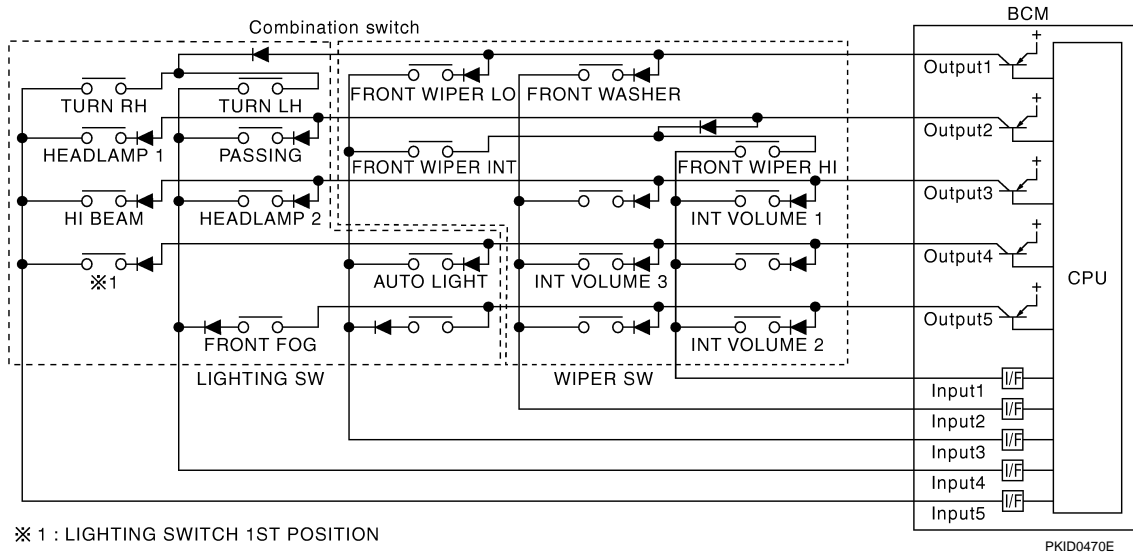 BCM
Combination switch
Output1
TURN RH
TURN LH
FRONT WIPER LO
FRONT WASHER
Output2
HEADLAMP 1
PASSING
FRONT WIPER INT
FRONT WIPER HI
Output3
HI BEAM
HEADLAMP 2
INT VOLUME 1
Output4
※1
AUTO LIGHT
INT VOLUME 3
CPU
Output5
FRONT FOG
INT VOLUME 2
LIGHTING SW
WIPER SW
Input1
I/F
Input2
I/F
Input3
I/F
Input4
I/F
Input5
I/F
※ 1 : LIGHTING SWITCH 1ST POSITION
PKID0470E
+
+
+
+
+